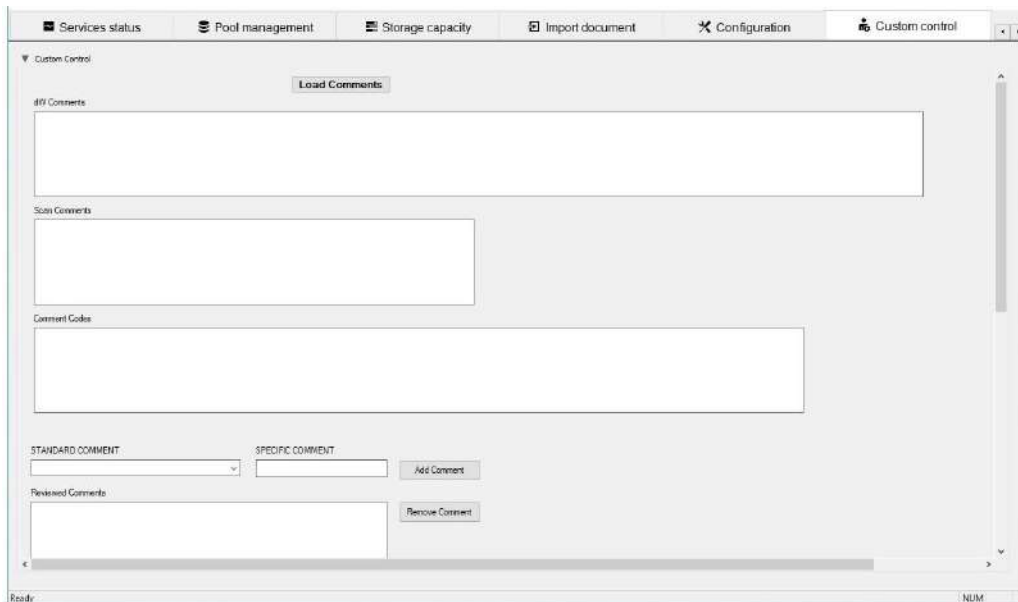 Services status Pool management Storage capacity Import document Configuration Custom control
Custom Control
Load Comments
dW Comments
Scan Comments
Comment Codes
STANDARD COMMENT SPECIFIC COMMENT
Add Comment
Reviewed Comments
Remove Comment
Ready NUM